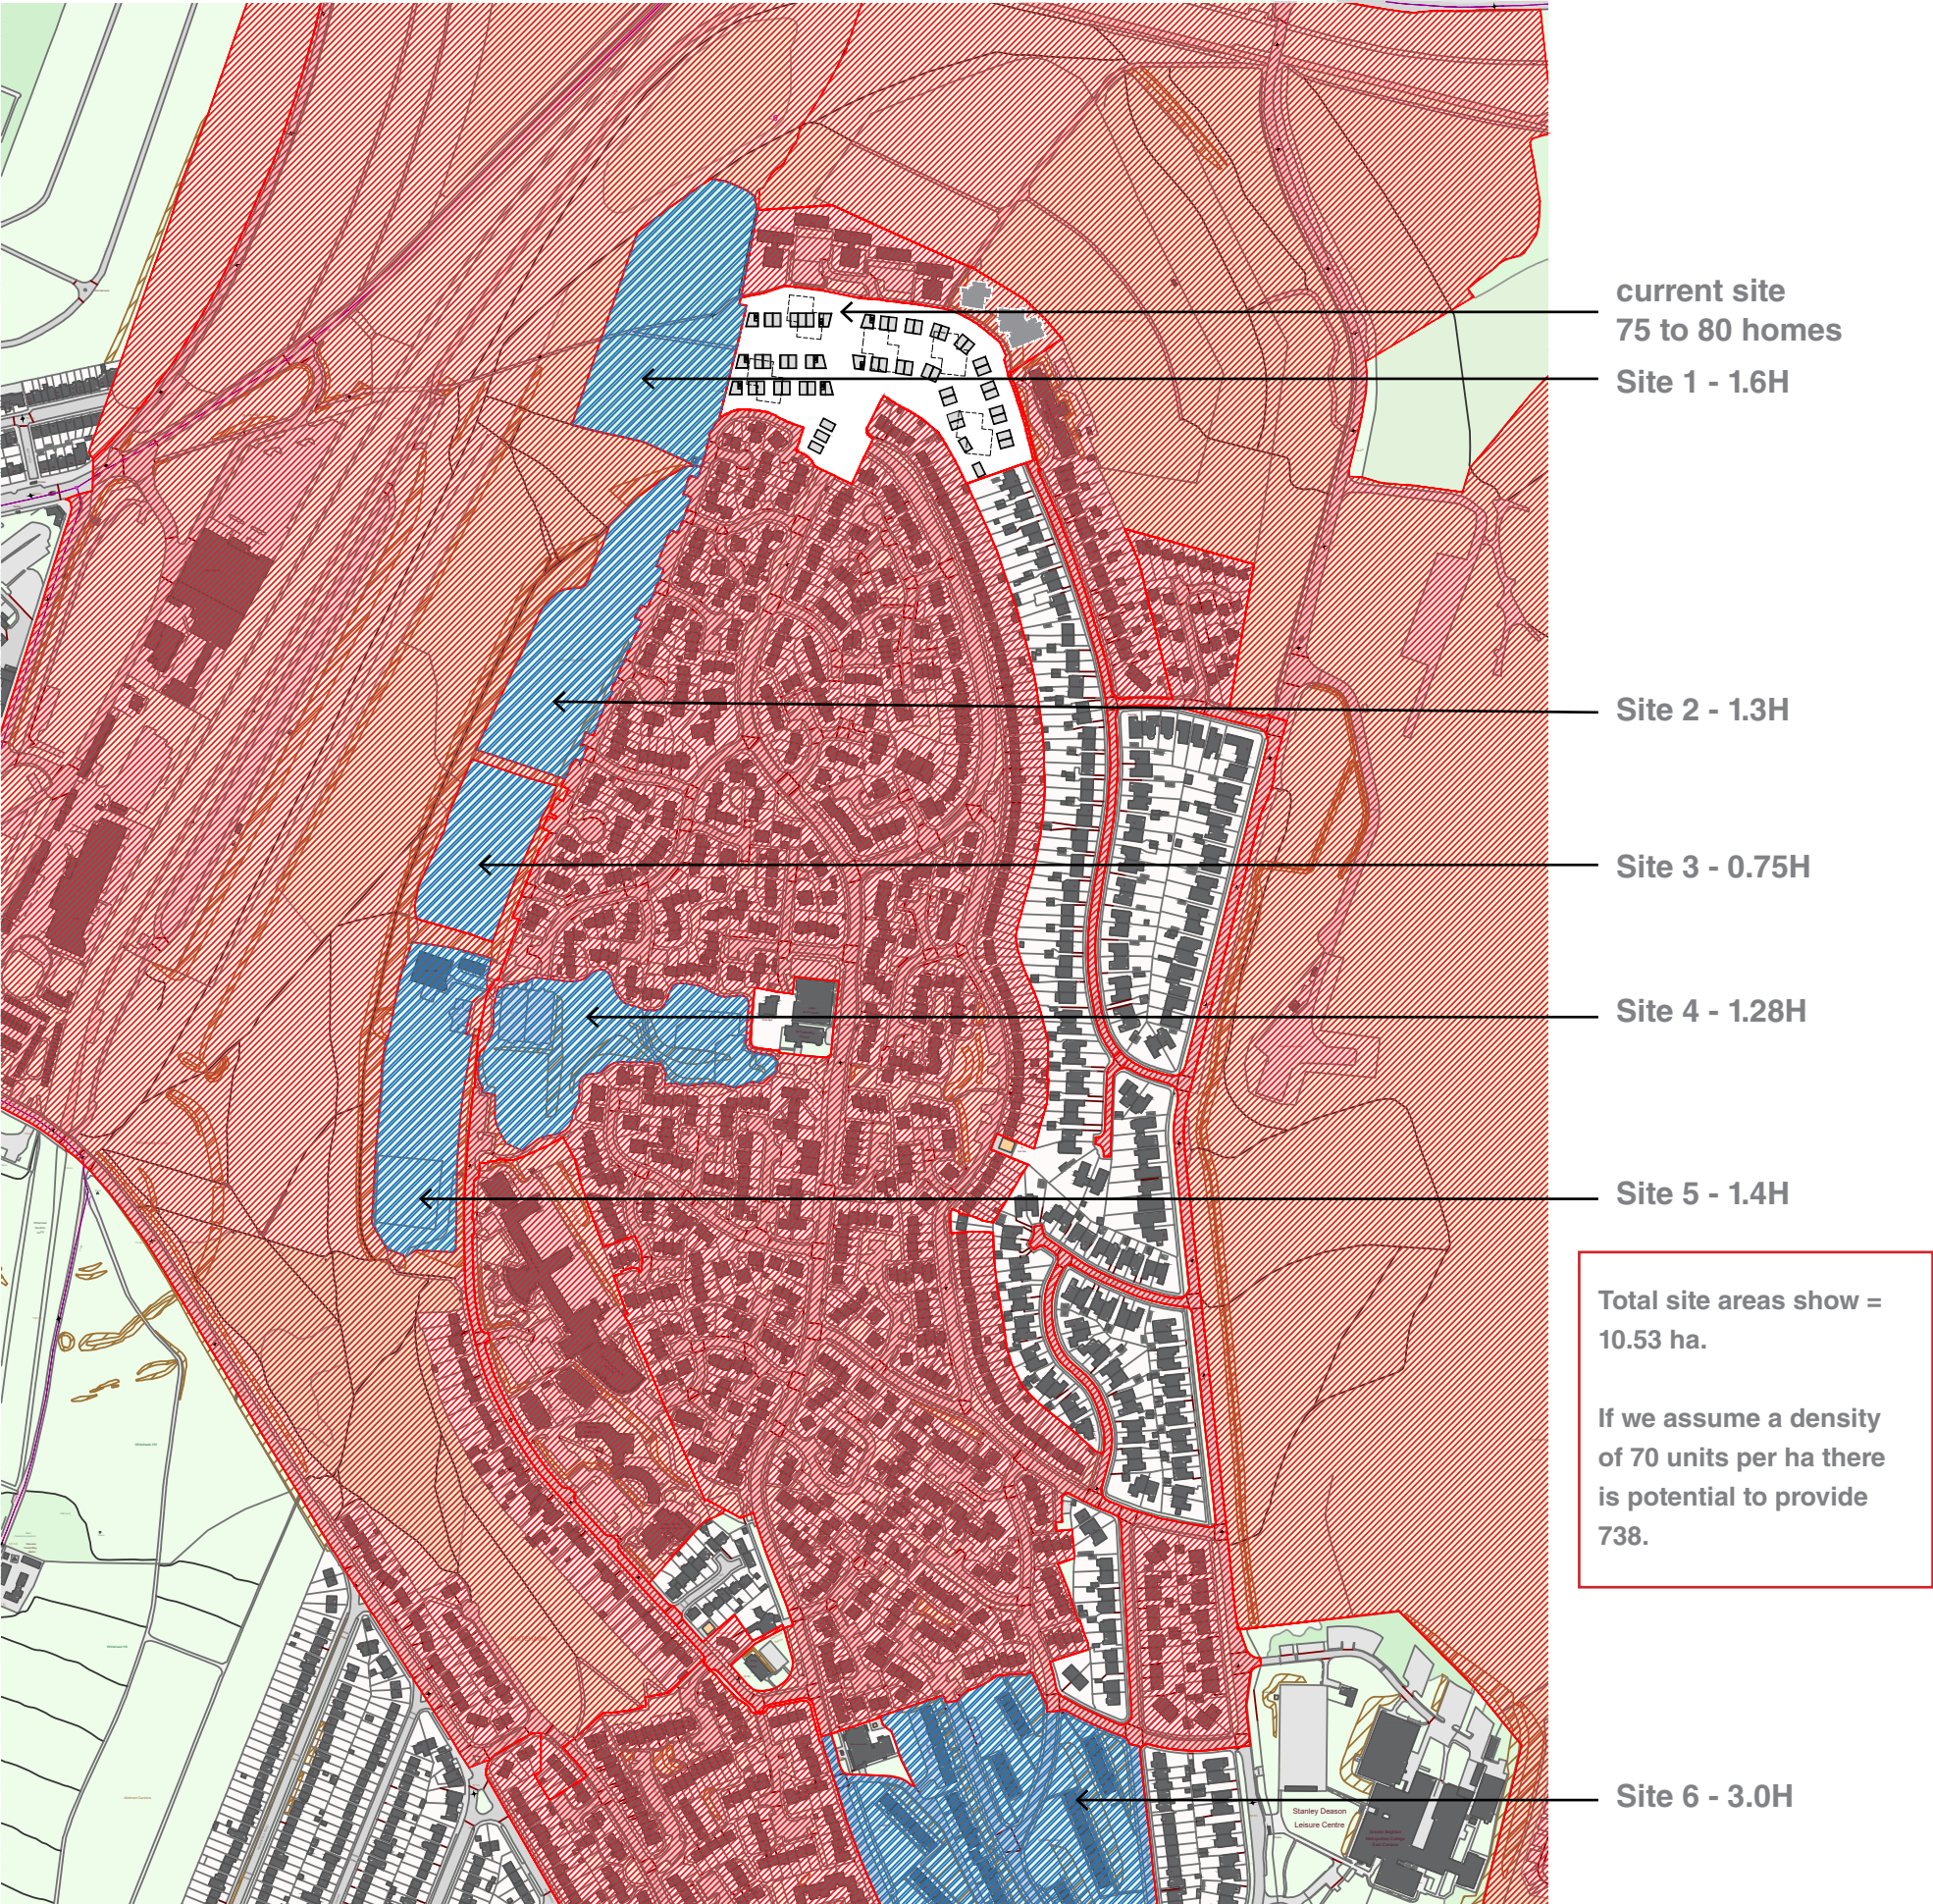 current site
75 to 80 homes
Site 1 - 1.6H
Site 2 - 1.3H
Site 3 - 0.75H
Site 4 - 1.28H
Site 5 - 1.4H
Total site areas show =
10.53 ha.
If we assume a density
of 70 units per ha there
is potential to provide
738.
Site 6 - 3.0H
Stanley Deason
Leisure Centre